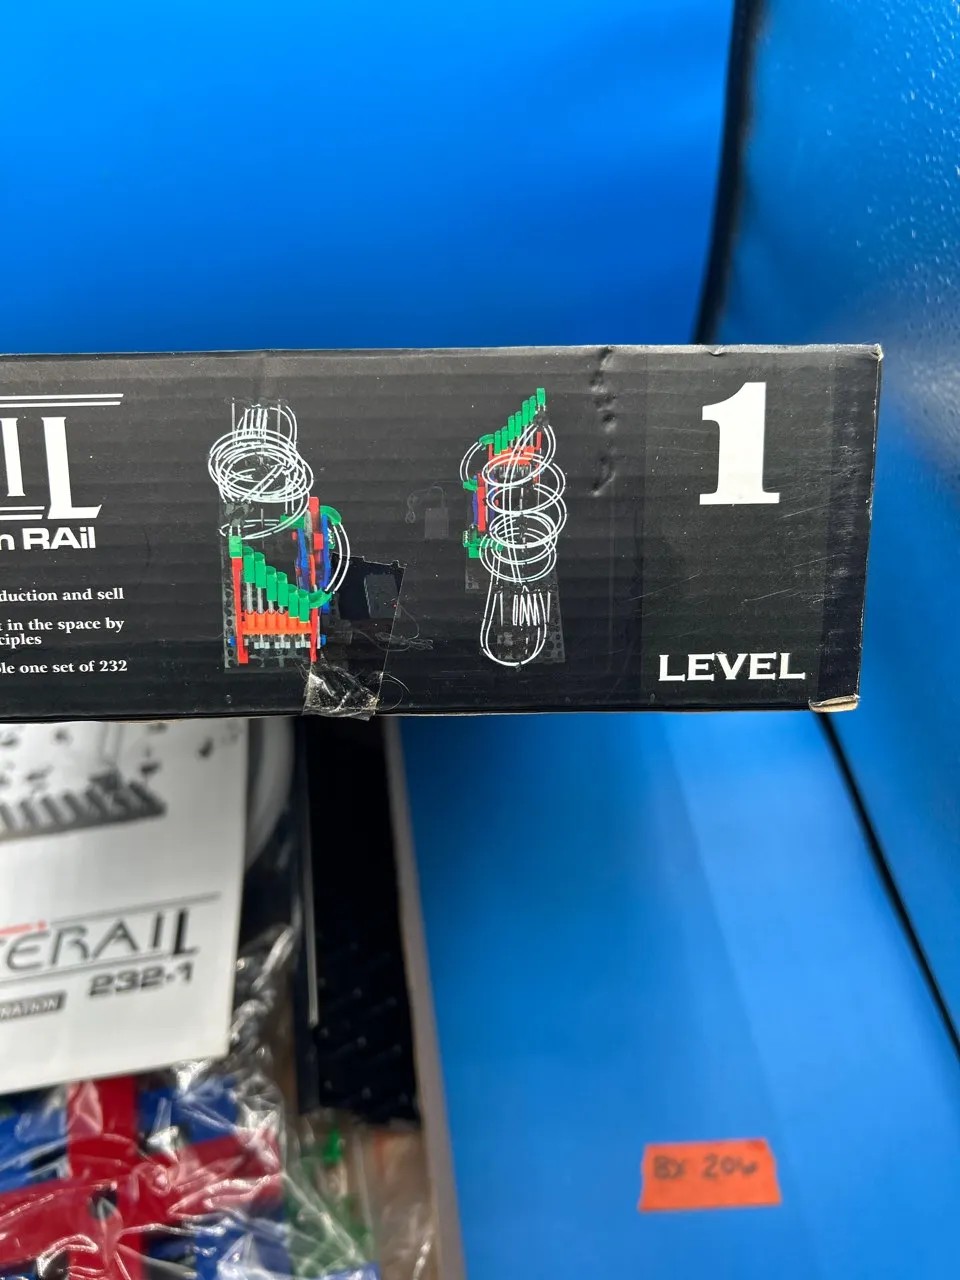 IL
n RAil
duction and sell
t in the space by
ciples
le one set of 232
1
LEVEL
ERAIL
232-1
NATION
BX 206